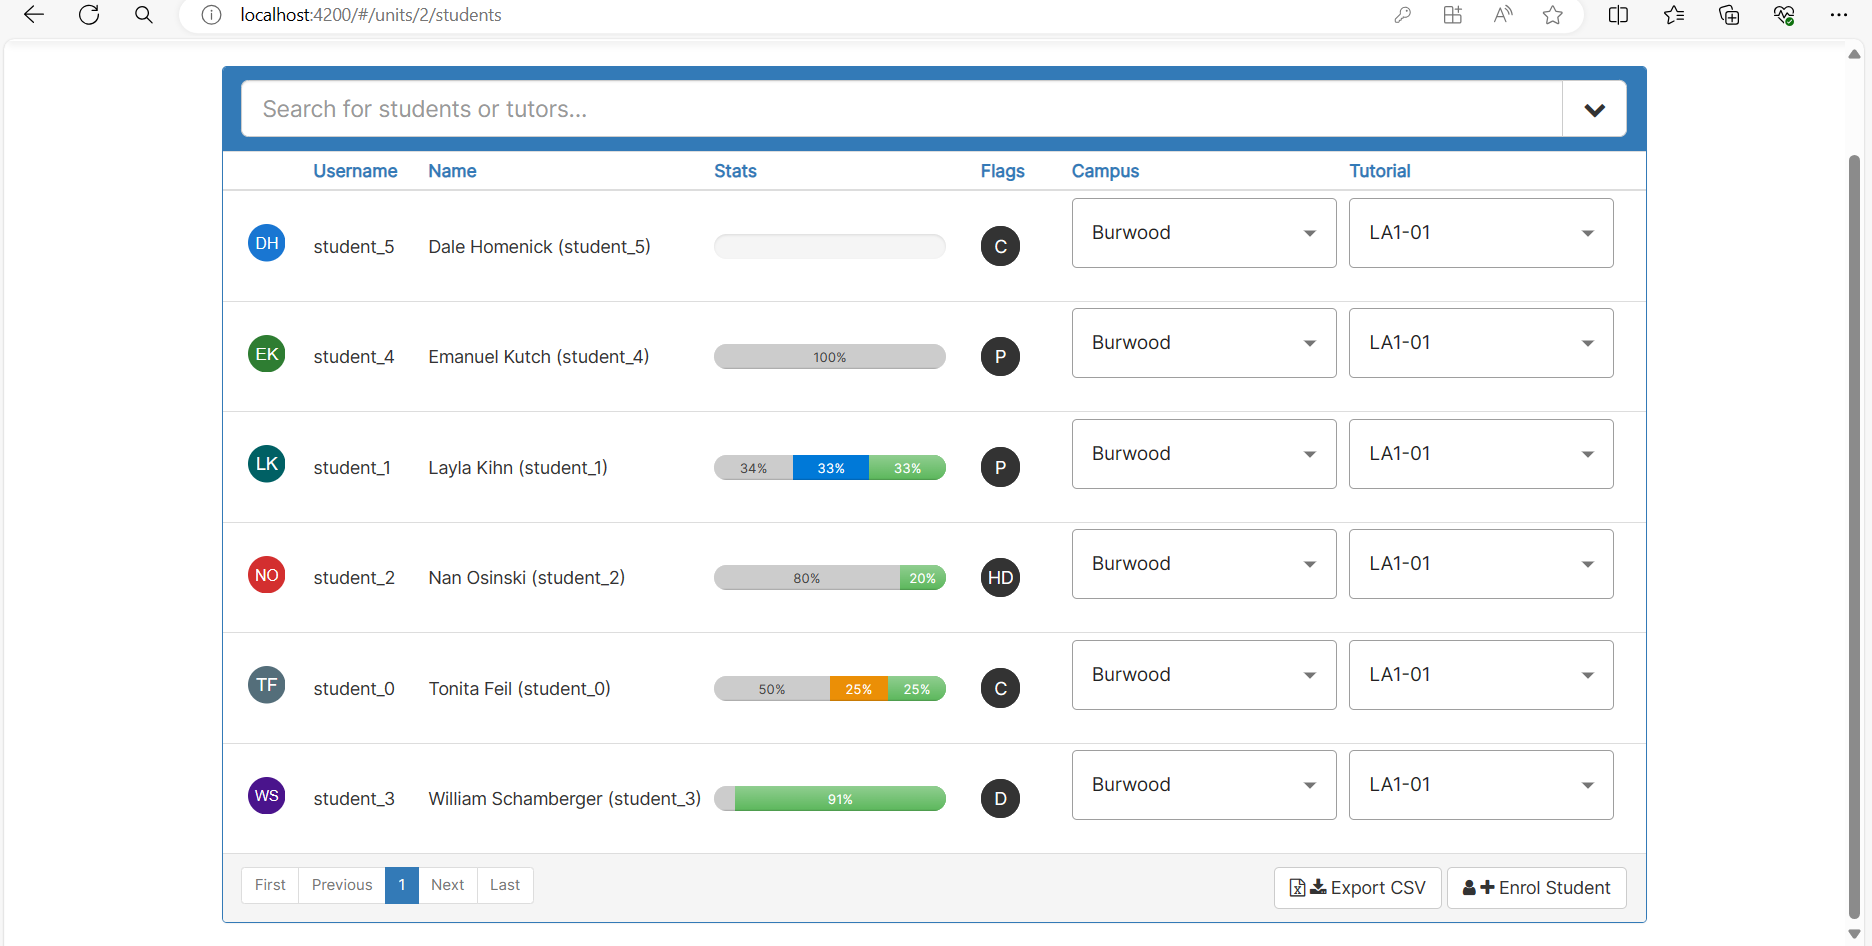 localhost:4200/#/units/2/students
Search for students or tutors...
Username Name Stats Flags Campus Tutorial
DH student_5 Dale Homenick (student_5) C Burwood LA1-01
EK student_4 Emanuel Kutch (student_4) 100% P Burwood LA1-01
LK student_1 Layla Kihn (student_1) 34% 33% 33% P Burwood LA1-01
NO student_2 Nan Osinski (student_2) 80% 20% HD Burwood LA1-01
TF student_0 Tonita Feil (student_0) 50% 25% 25% C Burwood LA1-01
WS student_3 William Schamberger (student_3) 91% D Burwood LA1-01
First Previous 1 Next Last Export CSV Enrol Student